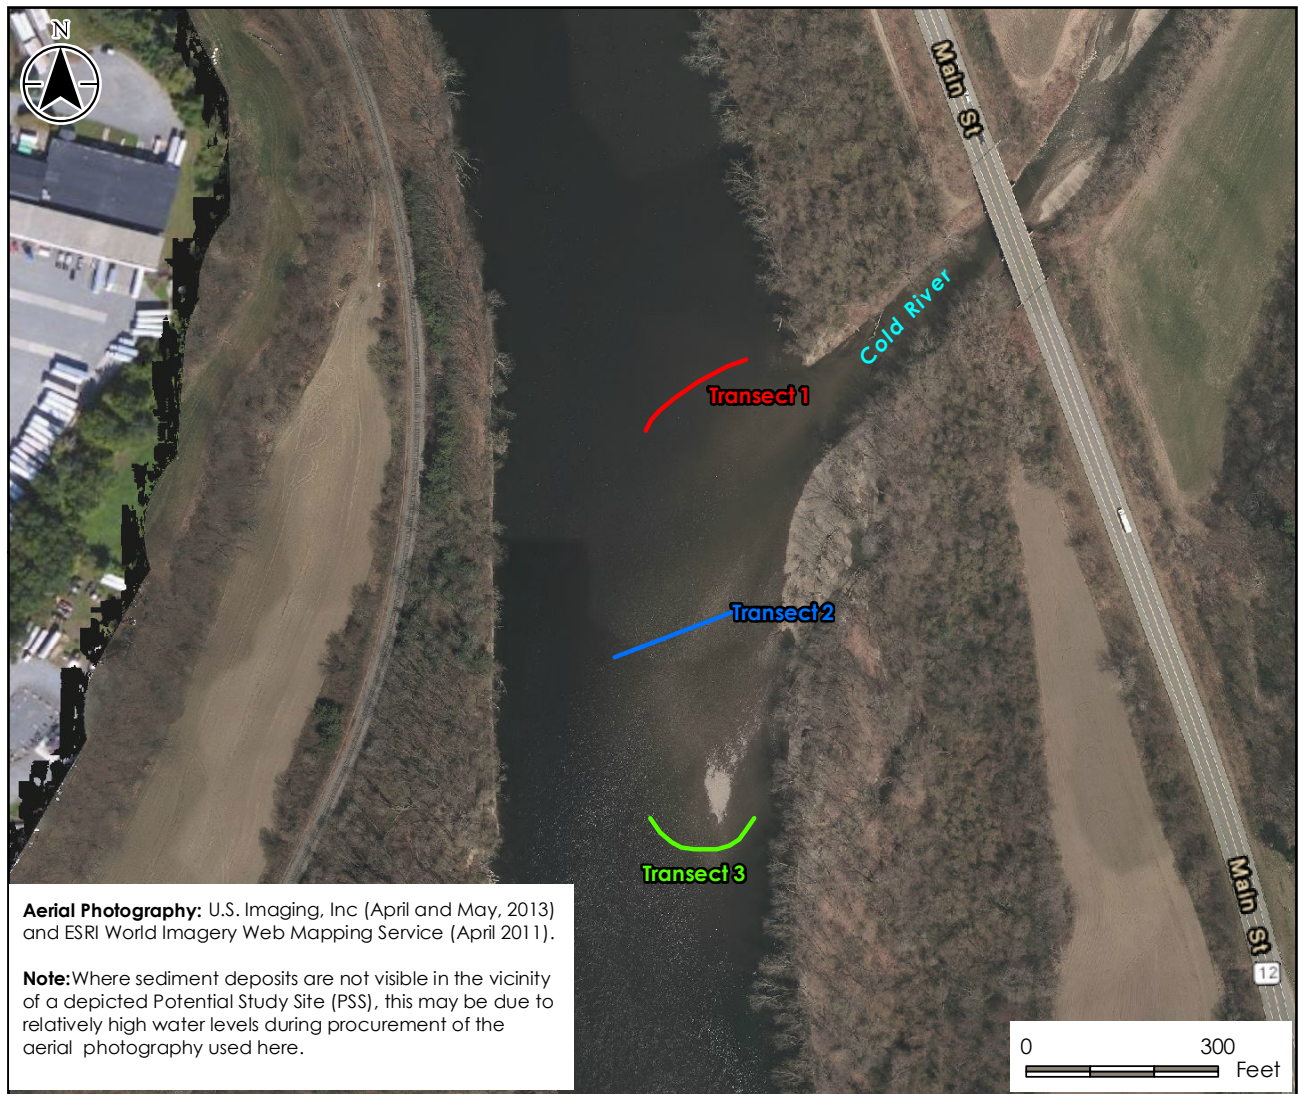 N
Main St
Cold River
Transect 1
Transect 2
Transect 3
Main St
12
Aerial Photography: U.S. Imaging, Inc (April and May, 2013)
and ESRI World Imagery Web Mapping Service (April 2011).
Note:Where sediment deposits are not visible in the vicinity
of a depicted Potential Study Site (PSS), this may be due to
relatively high water levels during procurement of the
aerial photography used here.
0 300
Feet